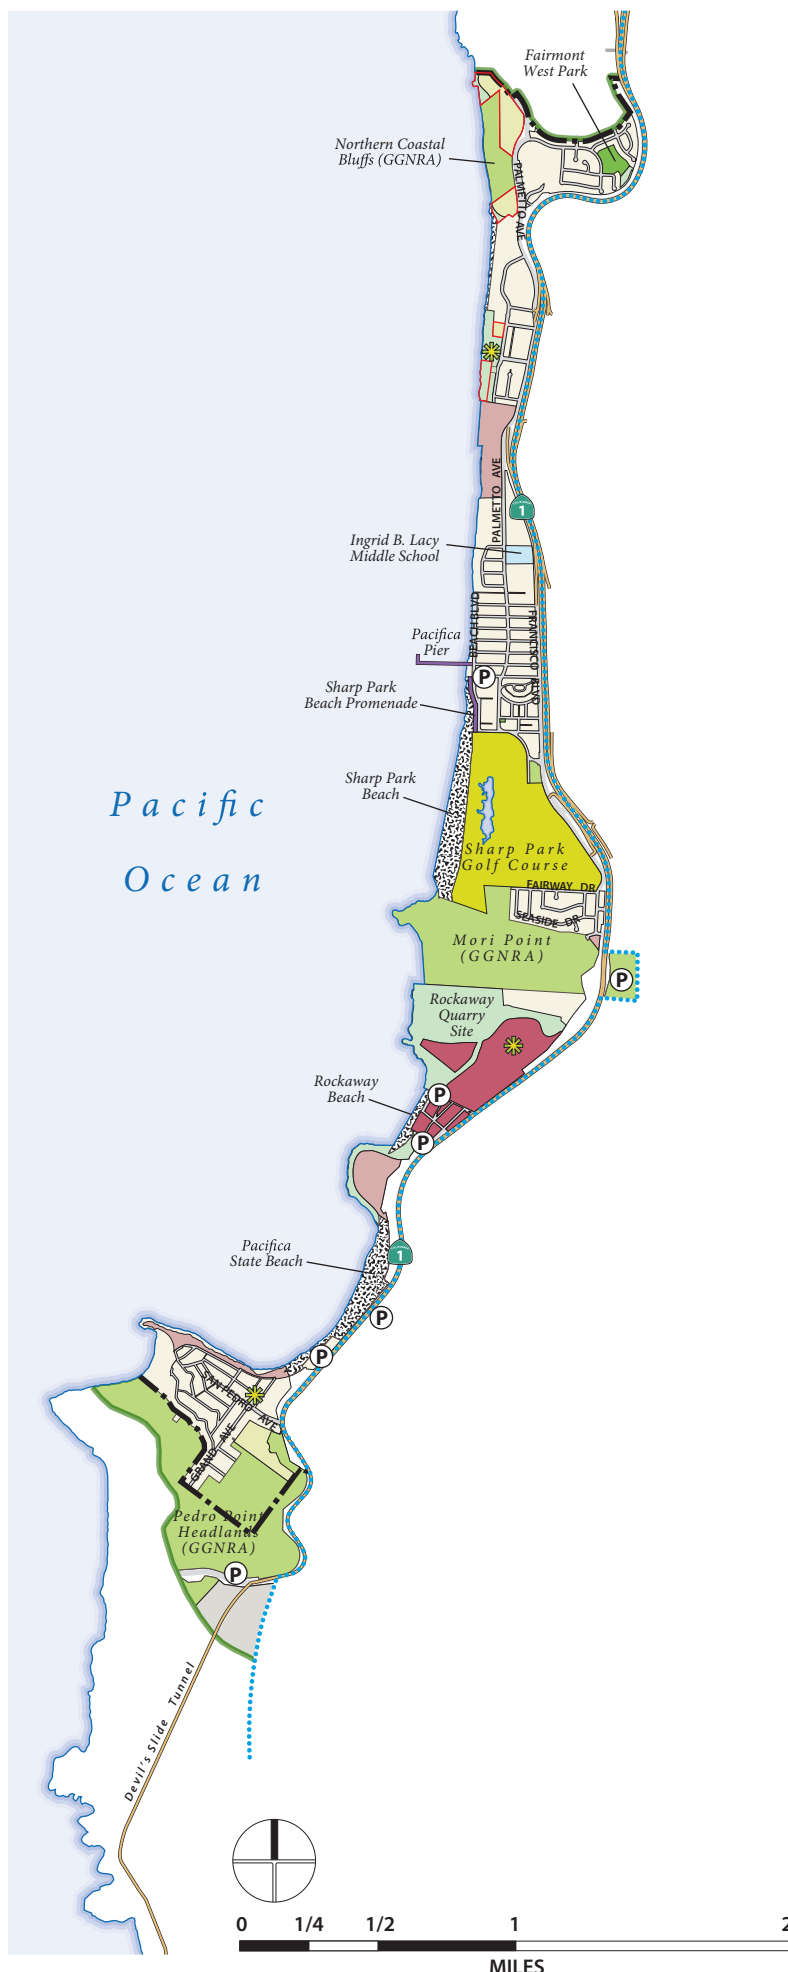 Fairmont
West Park
Northern Coastal
Bluffs (GGNRA)
PALMETTO AVE
PALMETTO AVE
1
Ingrid B. Lacy
Middle School
BEACH BLVD
FRANCISCO BLVD
Pacifica
Pier
P
Sharp Park
Beach Promenade
Sharp Park
Beach
Pacific
Ocean
Sharp Park
Golf Course
FAIRWAY DR
SEASIDE DR
Mori Point
(GGNRA)
P
Rockaway
Quarry
Site
Rockaway
Beach
P
P
Pacifica
State Beach
1
P
P
SAN PEDRO AVE
GRAND AVE
Pedro Point
Headlands
(GGNRA)
P
Devil's Slide Tunnel
0 1/4 1/2 1 2
MILES